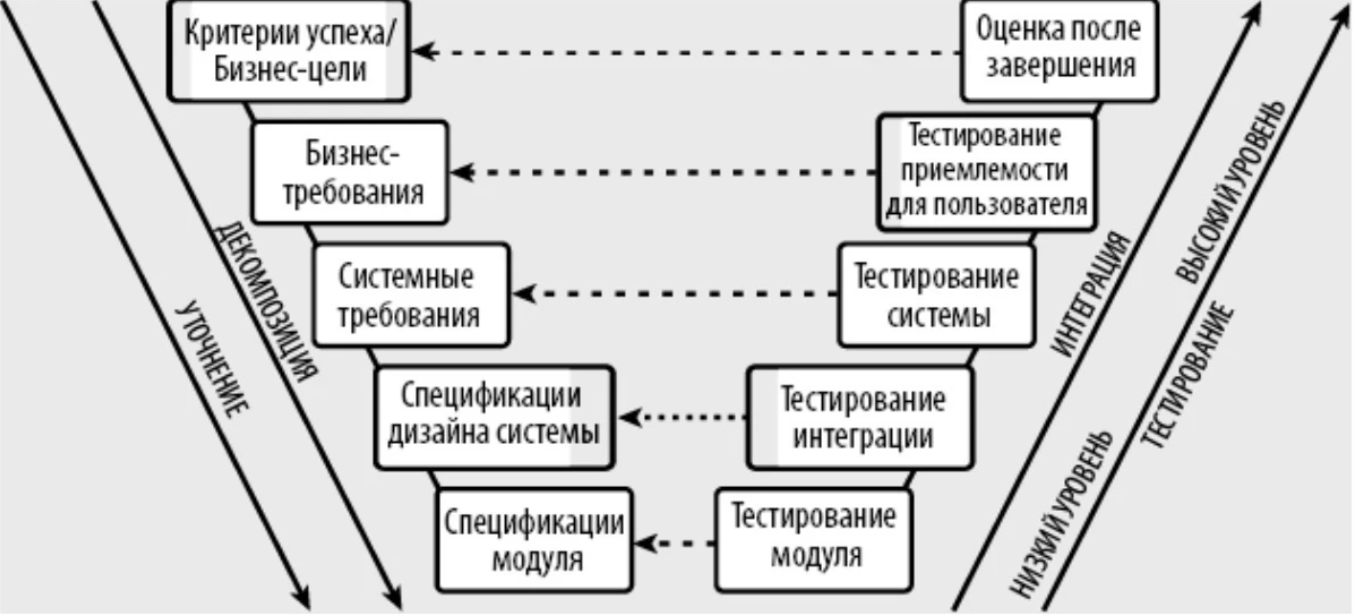 Критерии успеха/
Бизнес-цели
Оценка после
завершения
Бизнес-
требования
Тестирование
приемлемости
для пользователя
Системные
требования
Тестирование
системы
Спецификации
дизайна системы
Тестирование
интеграции
Спецификации
модуля
Тестирование
модуля
УТОЧНЕНИЕ
ДЕКОМПОЗИЦИЯ
ИНТЕГРАЦИЯ
ВЫСОКИЙ УРОВЕНЬ
ТЕСТИРОВАНИЕ
НИЗКИЙ УРОВЕНЬ